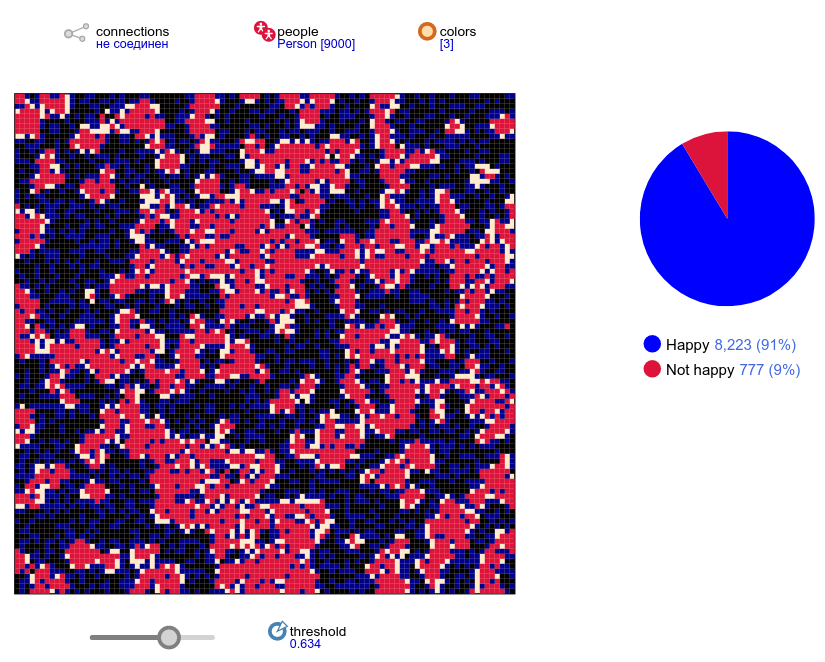 connections
не соединен
people
Person [9000]
colors
[3]
Happy 8,223 (91%)
Not happy 777 (9%)
threshold
0.634